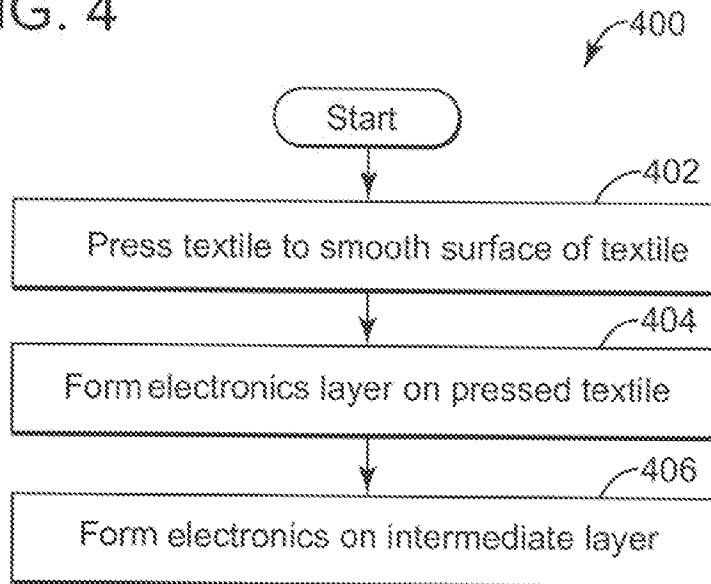 IG. 4
400
Start
402
Press textile to smooth surface of textile
404
Form electronics layer on pressed textile
406
Form electronics on intermediate layer